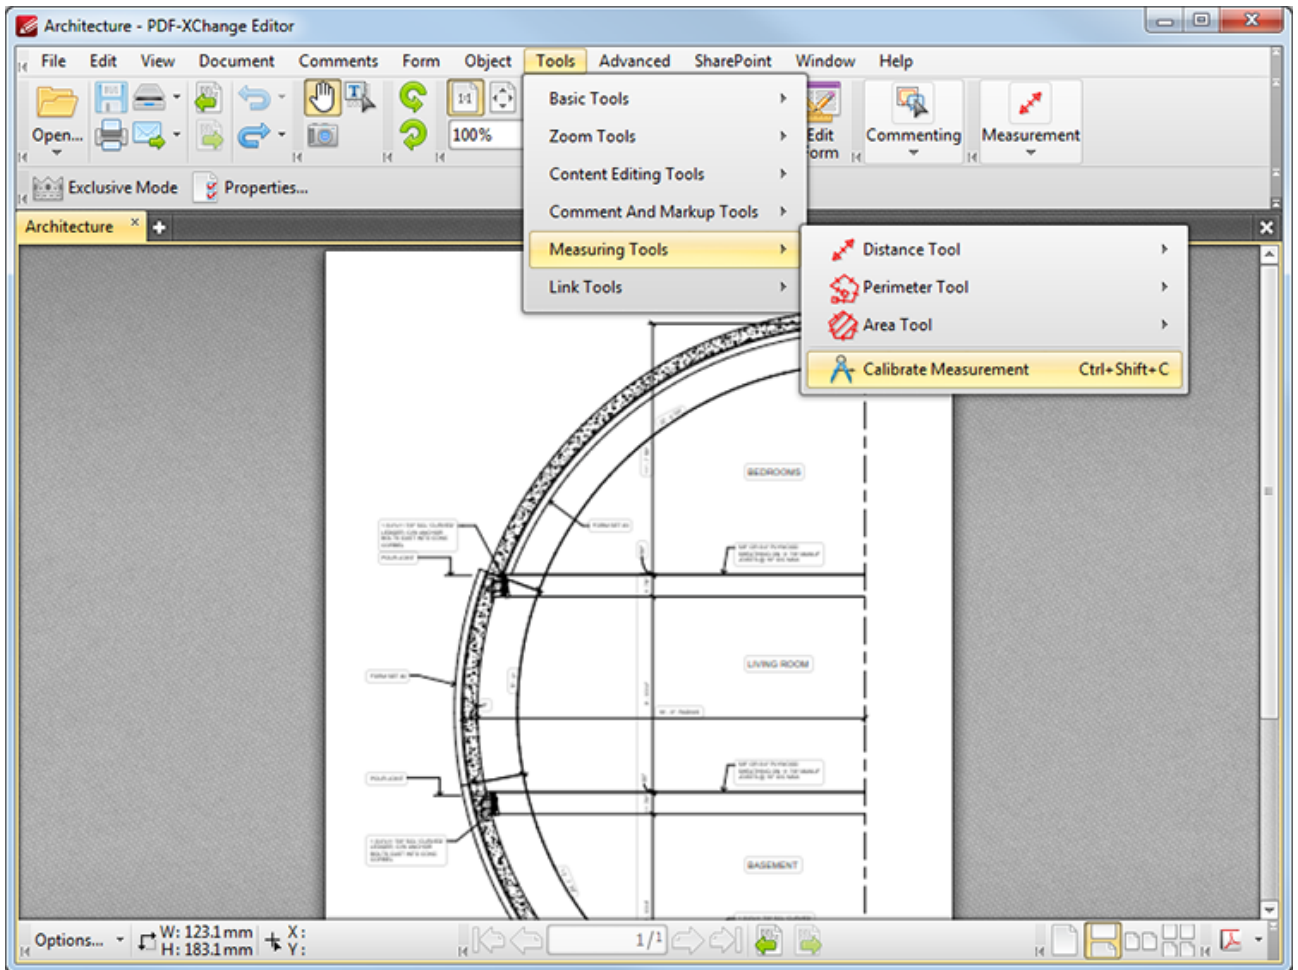 Architecture - PDF-XChange Editor
File Edit View Document Comments Form Object Tools Advanced SharePoint Window Help
Open...
100%
Edit
Form
Commenting
Measurement
Exclusive Mode Properties...
Architecture
Basic Tools
Zoom Tools
Content Editing Tools
Comment And Markup Tools
Measuring Tools
Link Tools
Distance Tool
Perimeter Tool
Area Tool
Calibrate Measurement Ctrl+Shift+C
BEDROOMS
LIVING ROOM
BASEMENT
Options...
W: 123.1 mm
H: 183.1 mm
X:
Y:
1/1